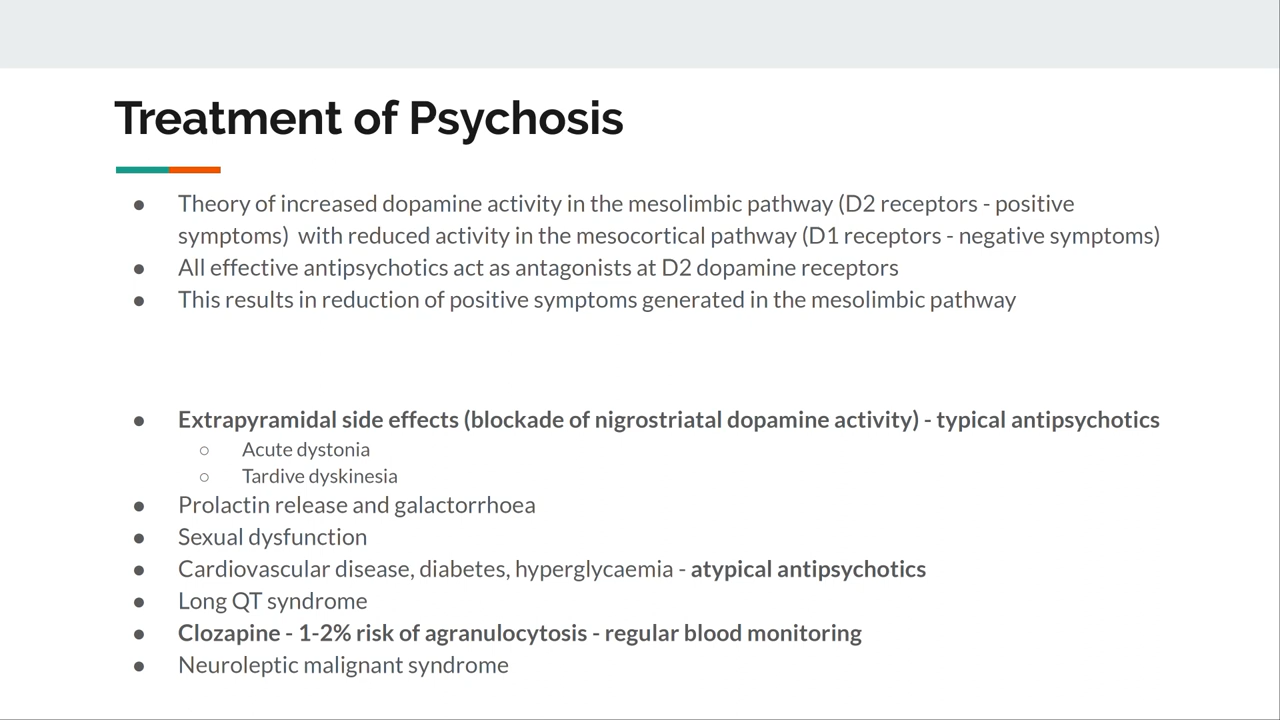 Treatment of Psychosis
● Theory of increased dopamine activity in the mesolimbic pathway (D2 receptors - positive
symptoms)  with reduced activity in the mesocortical pathway (D1 receptors - negative symptoms)
● All effective antipsychotics act as antagonists at D2 dopamine receptors
● This results in reduction of positive symptoms generated in the mesolimbic pathway
● Extrapyramidal side effects (blockade of nigrostriatal dopamine activity) - typical antipsychotics
○ Acute dystonia
○ Tardive dyskinesia
● Prolactin release and galactorrhoea
● Sexual dysfunction
● Cardiovascular disease, diabetes, hyperglycaemia - atypical antipsychotics
● Long QT syndrome
● Clozapine - 1-2% risk of agranulocytosis - regular blood monitoring
● Neuroleptic malignant syndrome